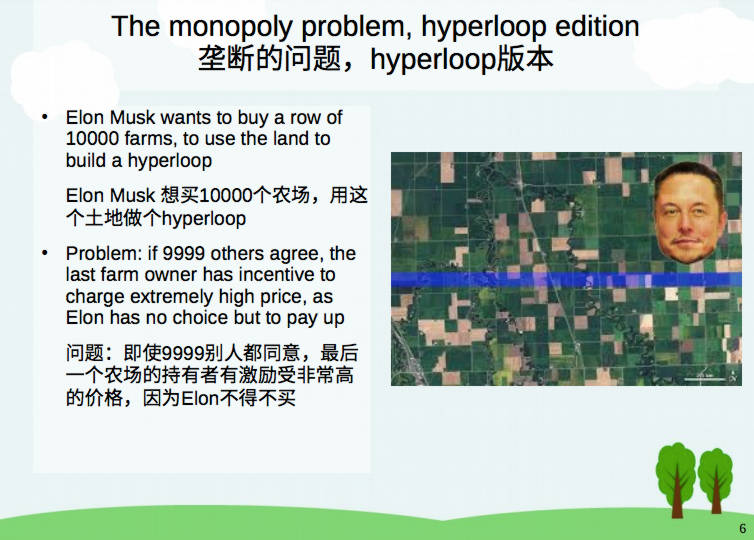 The monopoly problem, hyperloop edition
垄断的问题，hyperloop版本
• Elon Musk wants to buy a row of
10000 farms, to use the land to
build a hyperloop
Elon Musk 想买10000个农场，用这
个土地做个hyperloop
• Problem: if 9999 others agree, the
last farm owner has incentive to
charge extremely high price, as
Elon has no choice but to pay up
问题：即使9999别人都同意，最后
一个农场的持有者有激励受非常高
的价格，因为Elon不得不买
6